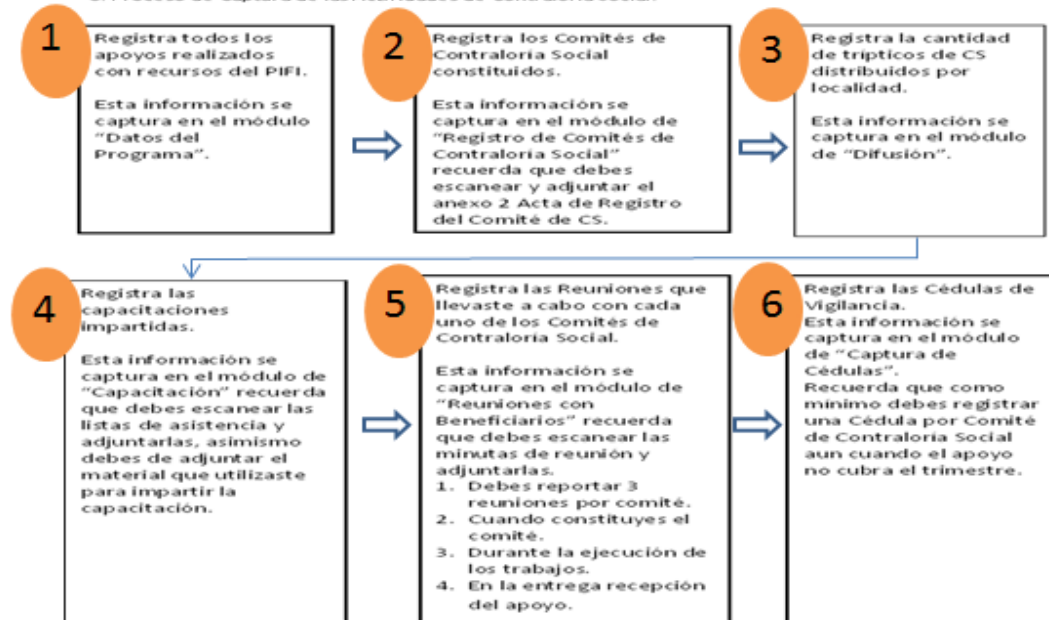 1
Registra todos los
apoyos realizados
con recursos del PIFI.
Esta información se
captura en el módulo
“Datos del
Programa”.
2
Registra los Comités de
Contraloría Social
constituidos.
Esta información se
captura en el módulo de
“Registro de Comités de
Contraloría Social”
recuerda que debes
escanear y adjuntar el
anexo 2 Acta de Registro
del Comité de CS.
3
Registra la cantidad
de trípticos de CS
distribuidos por
localidad.
Esta información se
captura en el módulo
de “Difusión”.
4
Registra las
capacitaciones
impartidas.
Esta información se
captura en el módulo de
“Capacitación” recuerda
que debes escanear las
listas de asistencia y
adjuntarlas, asimismo
debes de adjuntar el
material que utilizaste
para impartir la
capacitación.
5
Registra las Reuniones que
llevaste a cabo con cada
uno de los Comités de
Contraloría Social.
Esta información se
captura en el módulo de
“Reuniones con
Beneficiarios” recuerda
que debes escanear las
minutas de reunión y
adjuntarlas.
1. Debes reportar 3
reuniones por comité.
2. Cuando constituyes el
comité.
3. Durante la ejecución de
los trabajos.
4. En la entrega recepción
del apoyo.
6
Registra las Cédulas de
Vigilancia.
Esta información se
captura en el módulo
de “Captura de
Cédulas”.
Recuerda que como
mínimo debes registrar
una Cédula por Comité
de Contraloría Social
aun cuando el apoyo
no cubra el trimestre.